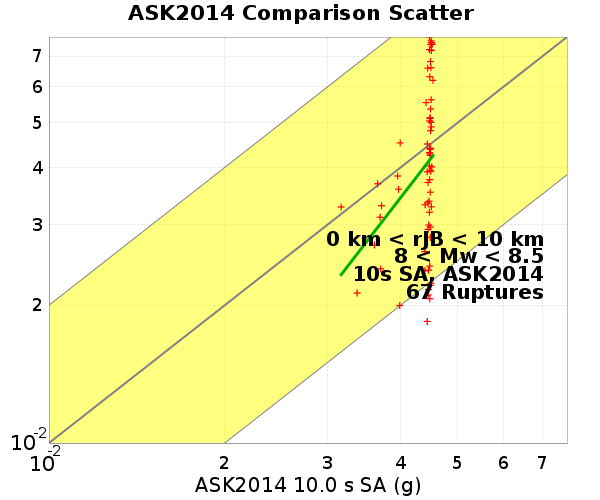 ASK2014 Comparison Scatter
7
6
5
4
3
0 km < rJB < 10 km
8 < Mw < 8.5
10s SA, ASK2014
67 Ruptures
2
10-2
10-2 2 3 4 5 6 7
ASK2014 10.0 s SA (g)